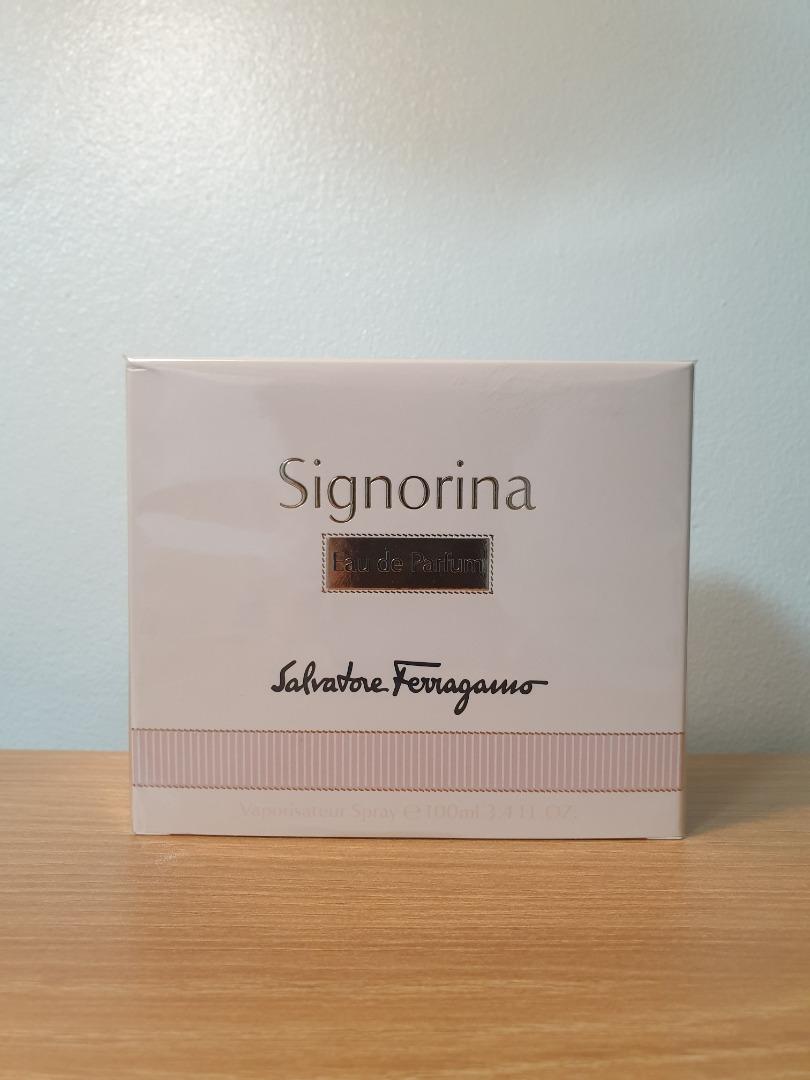 Signorina
Eau de Parfum
Salvatore Ferragamo
Vaporisateur Spray ℮ 100ml 3.4 FL.OZ.